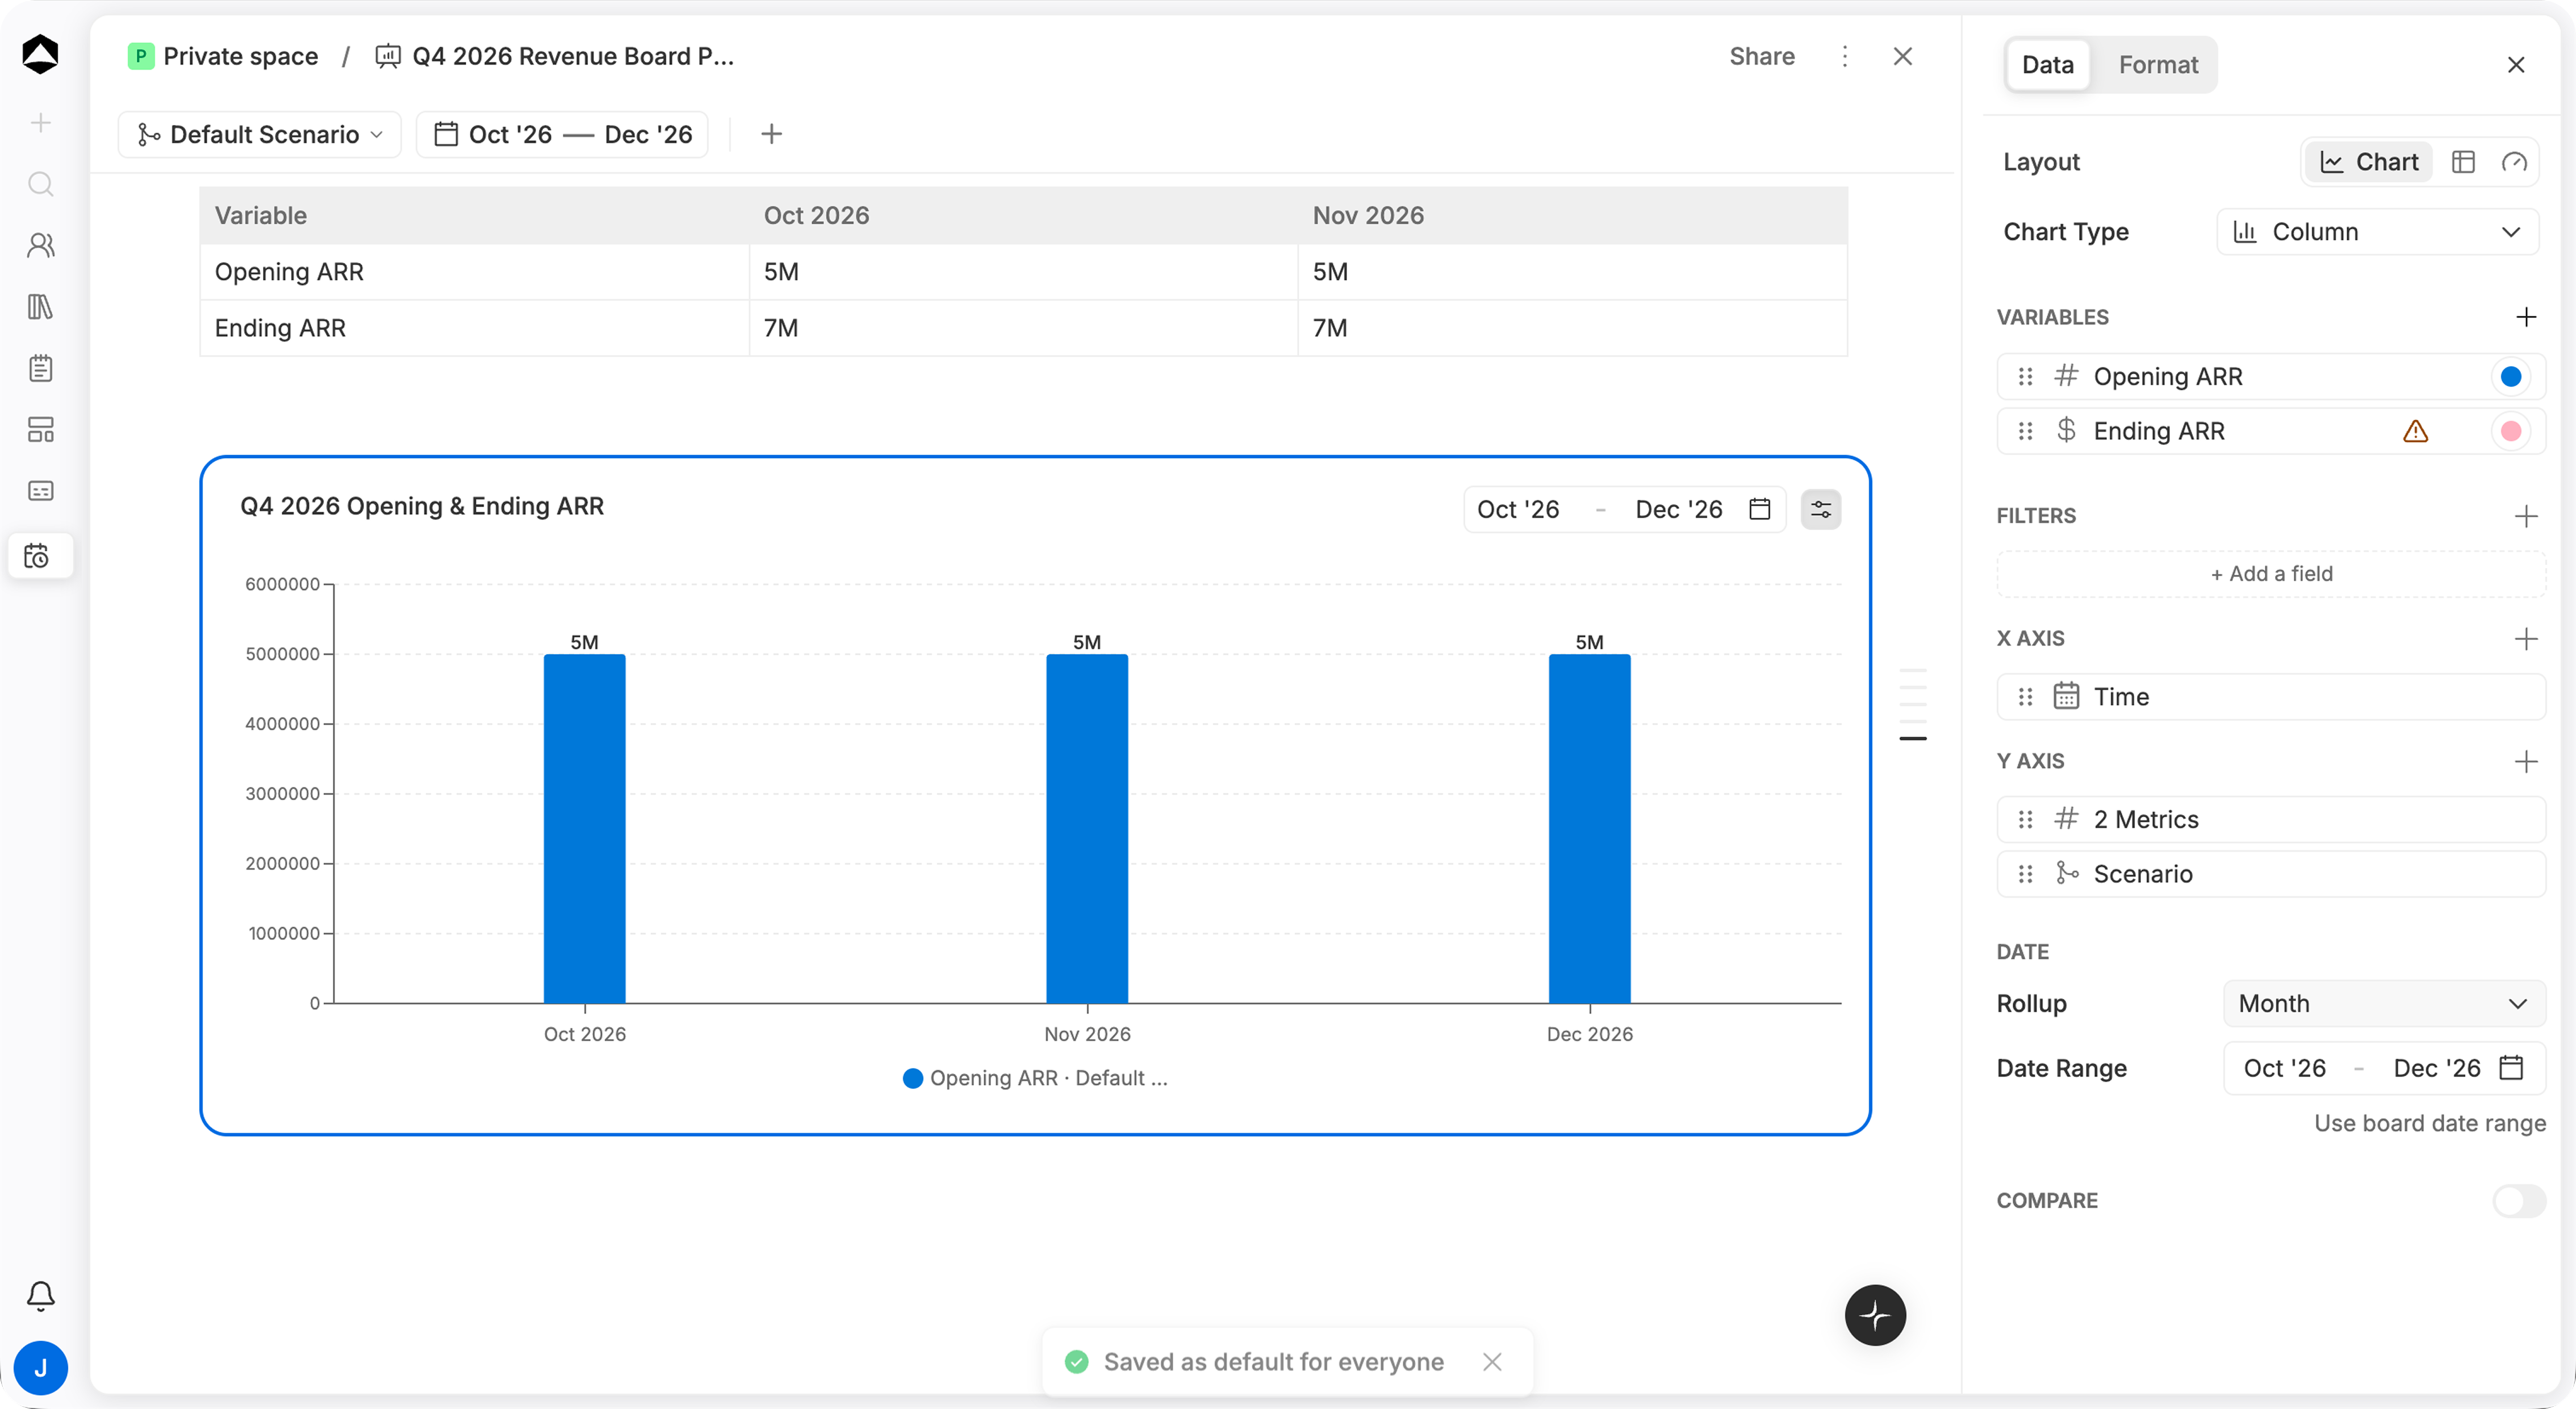 P Private space / Q4 2026 Revenue Board P...
Share
Default Scenario
Oct '26 — Dec '26
Variable Oct 2026 Nov 2026
Opening ARR 5M 5M
Ending ARR 7M 7M
Q4 2026 Opening & Ending ARR
Oct '26 - Dec '26
6000000
5000000
4000000
3000000
2000000
1000000
0
5M 5M 5M
Oct 2026 Nov 2026 Dec 2026
Opening ARR · Default ...
Saved as default for everyone
J
Data Format
Layout Chart
Chart Type Column
VARIABLES
# Opening ARR
$ Ending ARR
FILTERS
+ Add a field
X AXIS
Time
Y AXIS
# 2 Metrics
Scenario
DATE
Rollup Month
Date Range Oct '26 - Dec '26
Use board date range
COMPARE